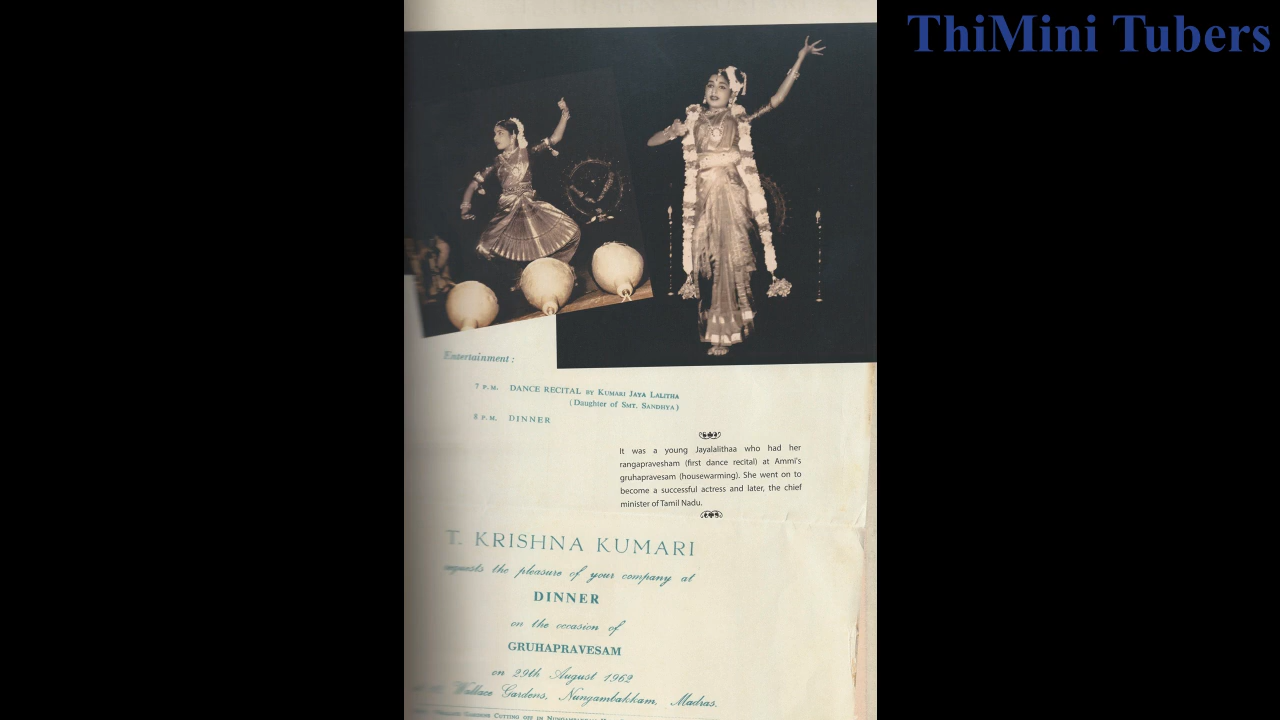 ThiMini Tubers
Entertainment :
7 P.M. DANCE RECITAL BY KUMARI JAYA LALITHA
(Daughter of SMT. SANDHYA)
8 P.M. DINNER
It was a young Jayalalithaa who had her
rangapravesham (first dance recital) at Ammi's
gruhapravesam (housewarming). She went on to
become a successful actress and later, the chief
minister of Tamil Nadu.
T. KRISHNA KUMARI
requests the pleasure of your company at
DINNER
on the occasion of
GRUHAPRAVESAM
on 29th August 1962
Wallace Gardens, Nungambakkam, Madras.
CUTTING OFF IN